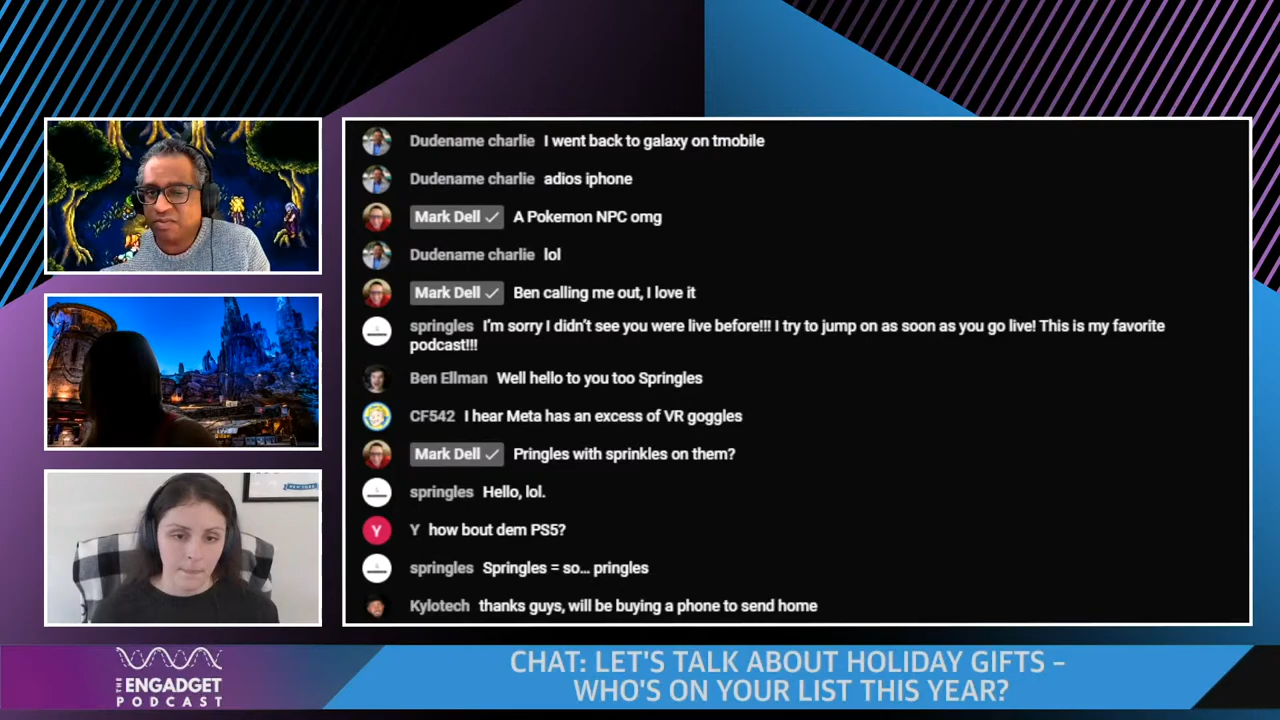 Dudename charlie I went back to galaxy on tmobile
Dudename charlie adios iphone
Mark Dell ✓ A Pokemon NPC omg
Dudename charlie lol
Mark Dell ✓ Ben calling me out, I love it
springles I'm sorry I didn't see you were live before!!! I try to jump on as soon as you go live! This is my favorite
podcast!!!
Ben Ellman Well hello to you too Springles
CF542 I hear Meta has an excess of VR goggles
Mark Dell ✓ Pringles with sprinkles on them?
springles Hello, lol.
Y Y how bout dem PS5?
springles Springles = so... pringles
Kylotech thanks guys, will be buying a phone to send home
THE
ENGADGET
PODCAST
CHAT: LET'S TALK ABOUT HOLIDAY GIFTS –
WHO'S ON YOUR LIST THIS YEAR?